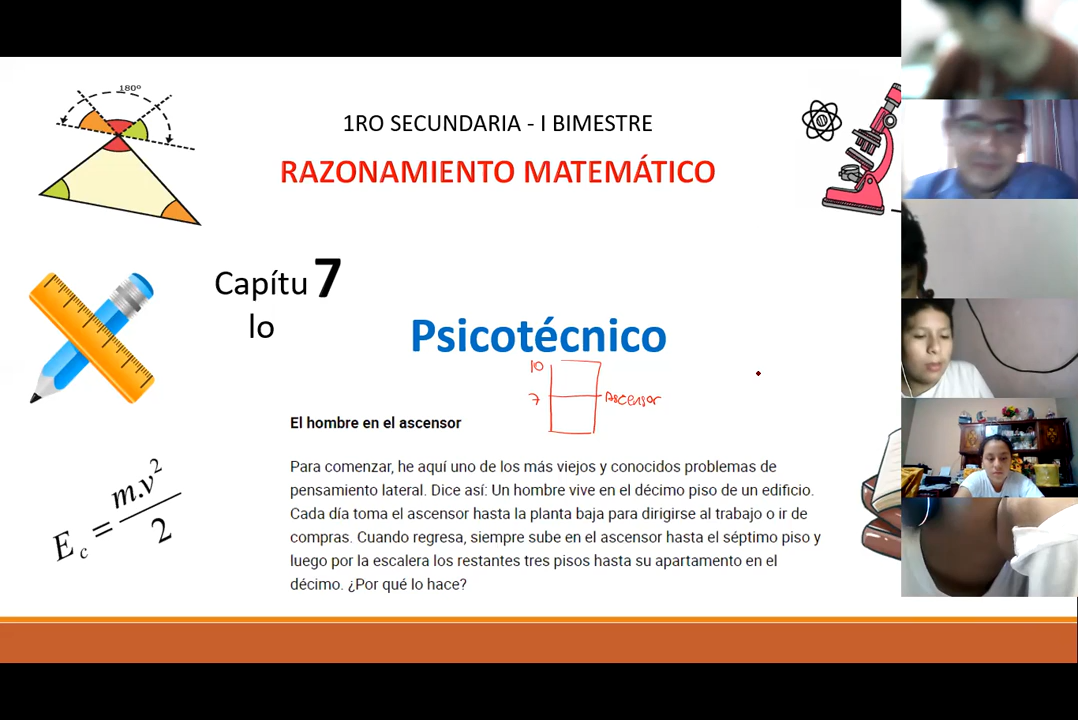 180º
1RO SECUNDARIA - I BIMESTRE
RAZONAMIENTO MATEMÁTICO
Capítu 7
lo
Psicotécnico
10
7 Ascensor
El hombre en el ascensor
Para comenzar, he aquí uno de los más viejos y conocidos problemas de
pensamiento lateral. Dice así: Un hombre vive en el décimo piso de un edificio.
Cada día toma el ascensor hasta la planta baja para dirigirse al trabajo o ir de
compras. Cuando regresa, siempre sube en el ascensor hasta el séptimo piso y
luego por la escalera los restantes tres pisos hasta su apartamento en el
décimo. ¿Por qué lo hace?
E c = m.v 2
2